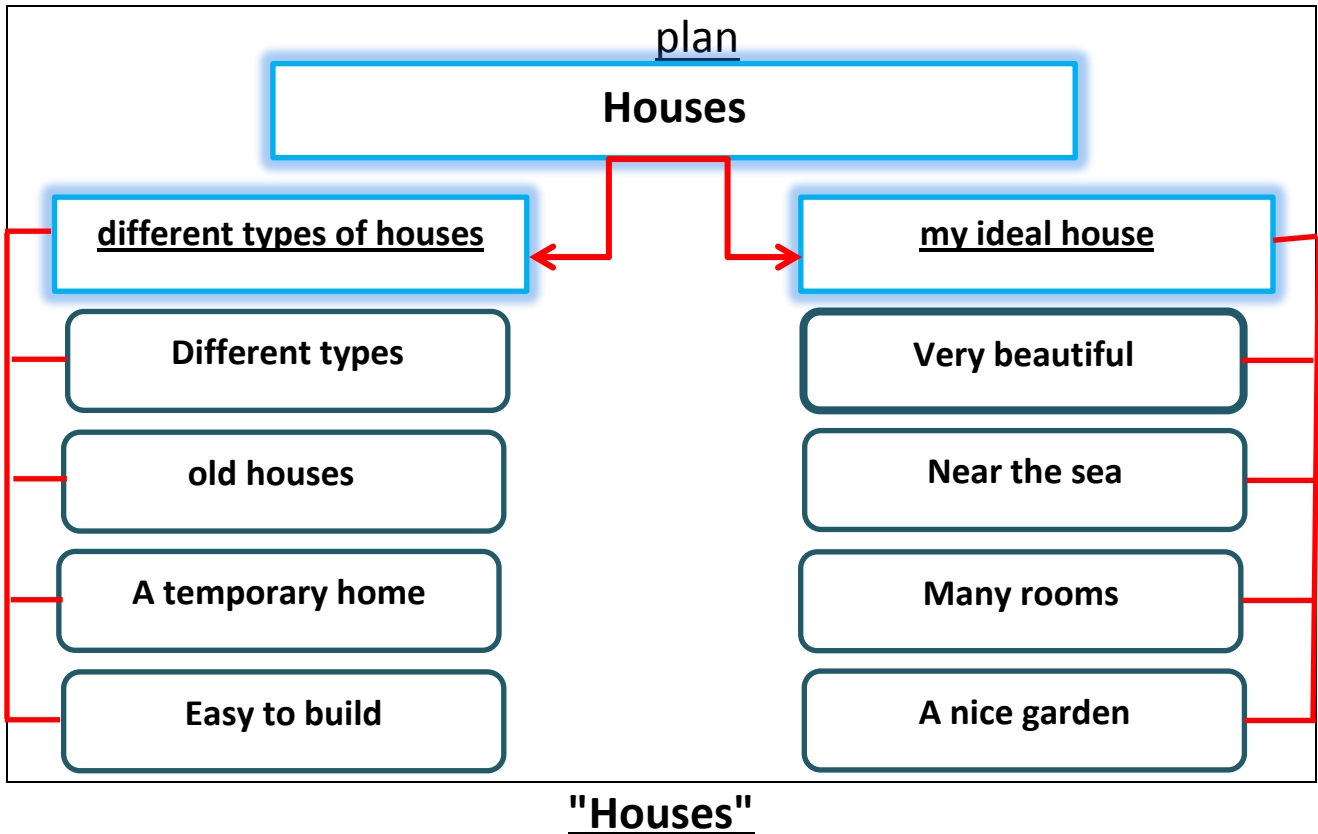 plan
Houses
different types of houses
my ideal house
Different types
Very beautiful
old houses
Near the sea
A temporary home
Many rooms
Easy to build
A nice garden
"Houses"